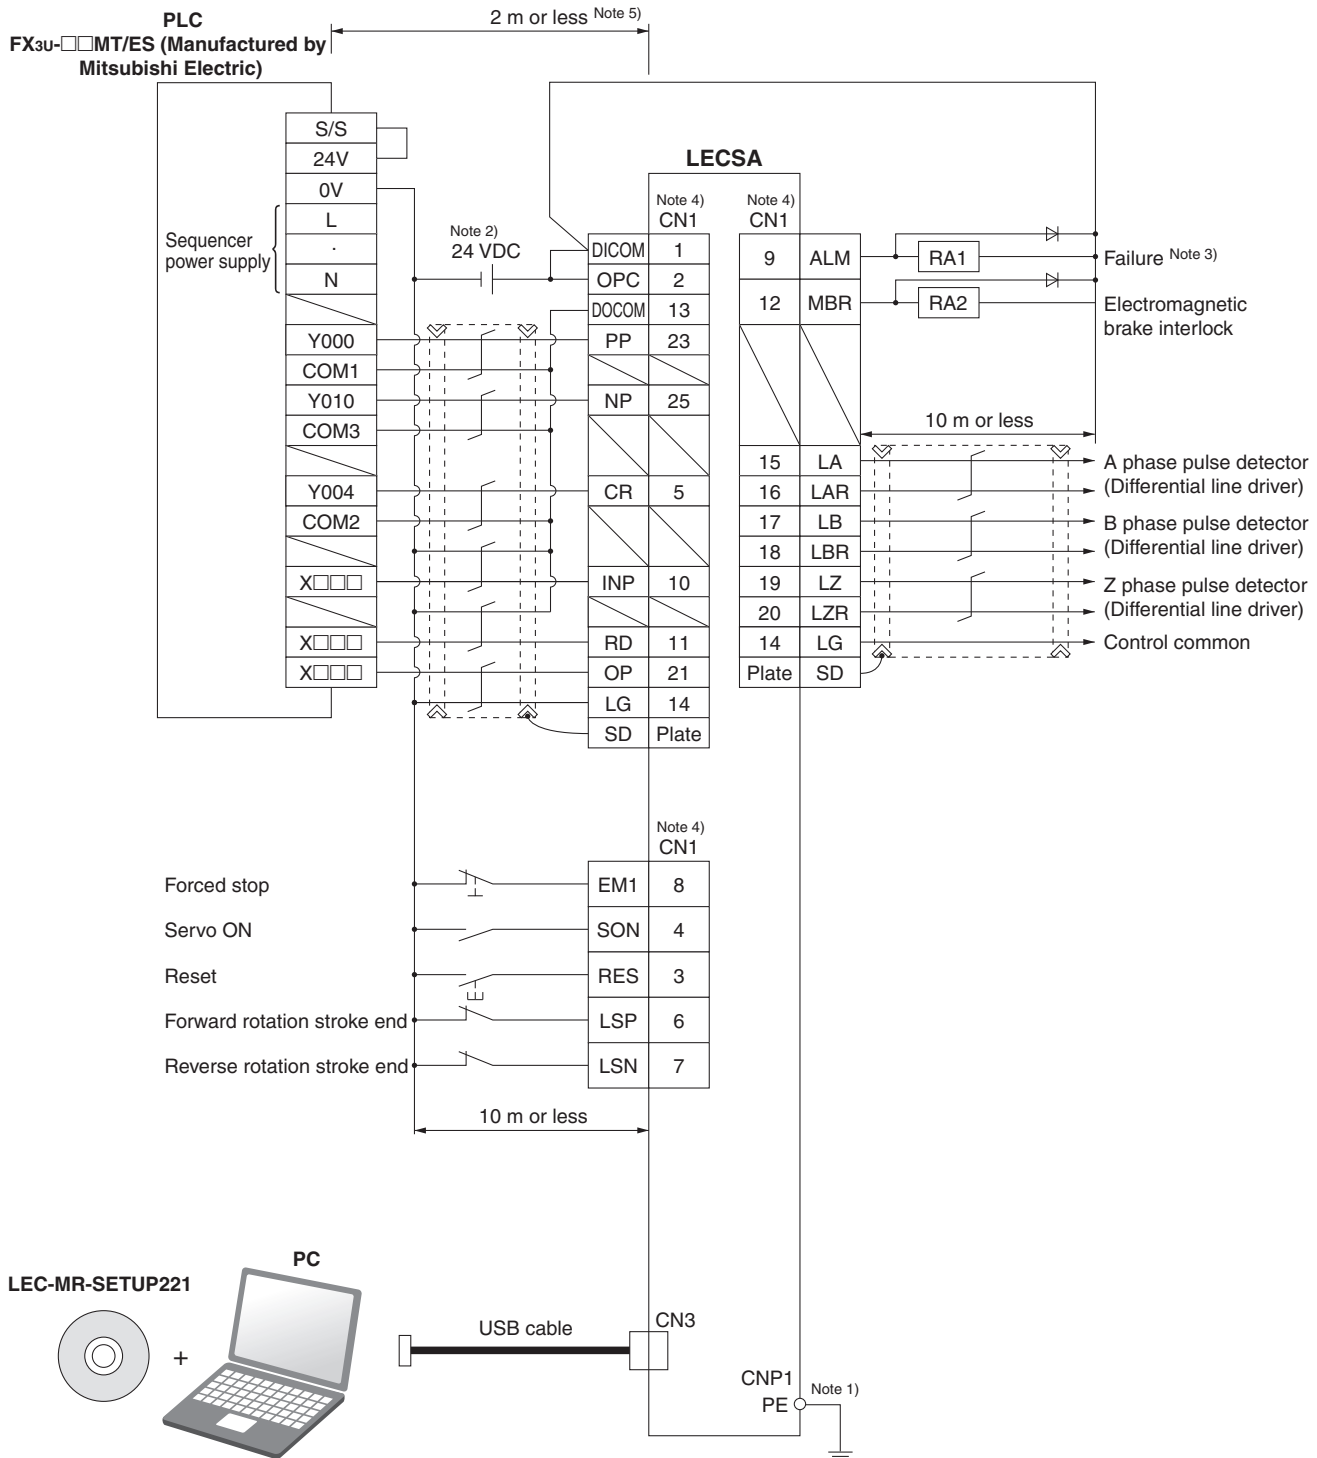 PLC
FX3U-□□MT/ES (Manufactured by
Mitsubishi Electric)
2 m or less Note 5)
S/S
24V
0V
L
·
N
Sequencer
power supply
Y000
COM1
Y010
COM3
Y004
COM2
X□□□
X□□□
X□□□
Note 2)
24 VDC
LECSA
Note 4)
CN1
DICOM 1
OPC 2
DOCOM 13
PP 23
NP 25
CR 5
INP 10
RD 11
OP 21
LG 14
SD Plate
Note 4)
CN1
9 ALM
12 MBR
15 LA
16 LAR
17 LB
18 LBR
19 LZ
20 LZR
14 LG
Plate SD
RA1
RA2
Failure Note 3)
Electromagnetic
brake interlock
10 m or less
A phase pulse detector
(Differential line driver)
B phase pulse detector
(Differential line driver)
Z phase pulse detector
(Differential line driver)
Control common
Note 4)
CN1
Forced stop
EM1 8
Servo ON
SON 4
Reset
RES 3
Forward rotation stroke end
LSP 6
Reverse rotation stroke end
LSN 7
10 m or less
PC
LEC-MR-SETUP221
+
USB cable
CN3
CNP1
PE
Note 1)